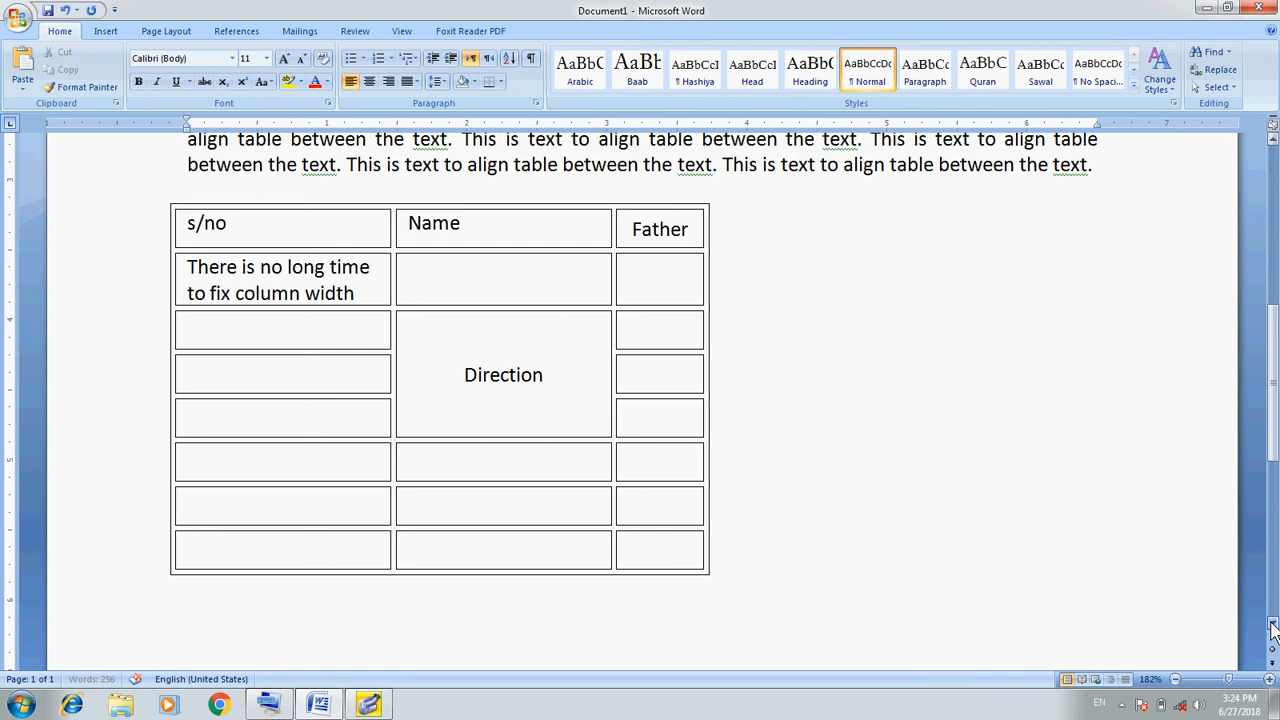 Document1 - Microsoft Word
Home Insert Page Layout References Mailings Review View Foxit Reader PDF
Paste
Cut
Copy
Format Painter
Clipboard
Calibri (Body) 11
Font
Paragraph
AaBbC AaBb AaBbCcI AaBbCcI AaBbC AaBbCcDc AaBbCc AaBbC AaBbCc AaBbCcDc
Arabic Baab ¶ Hashiya Head Heading ¶ Normal Paragraph Quran Sawal ¶ No Spaci...
Change Styles
Styles
Find
Replace
Select
Editing
align table between the text. This is text to align table between the text. This is text to align table
between the text. This is text to align table between the text. This is text to align table between the text.
s/no Name Father
There is no long time
to fix column width
Direction
Page: 1 of 1 Words: 256 English (United States) 182%
EN 3:24 PM
6/27/2018